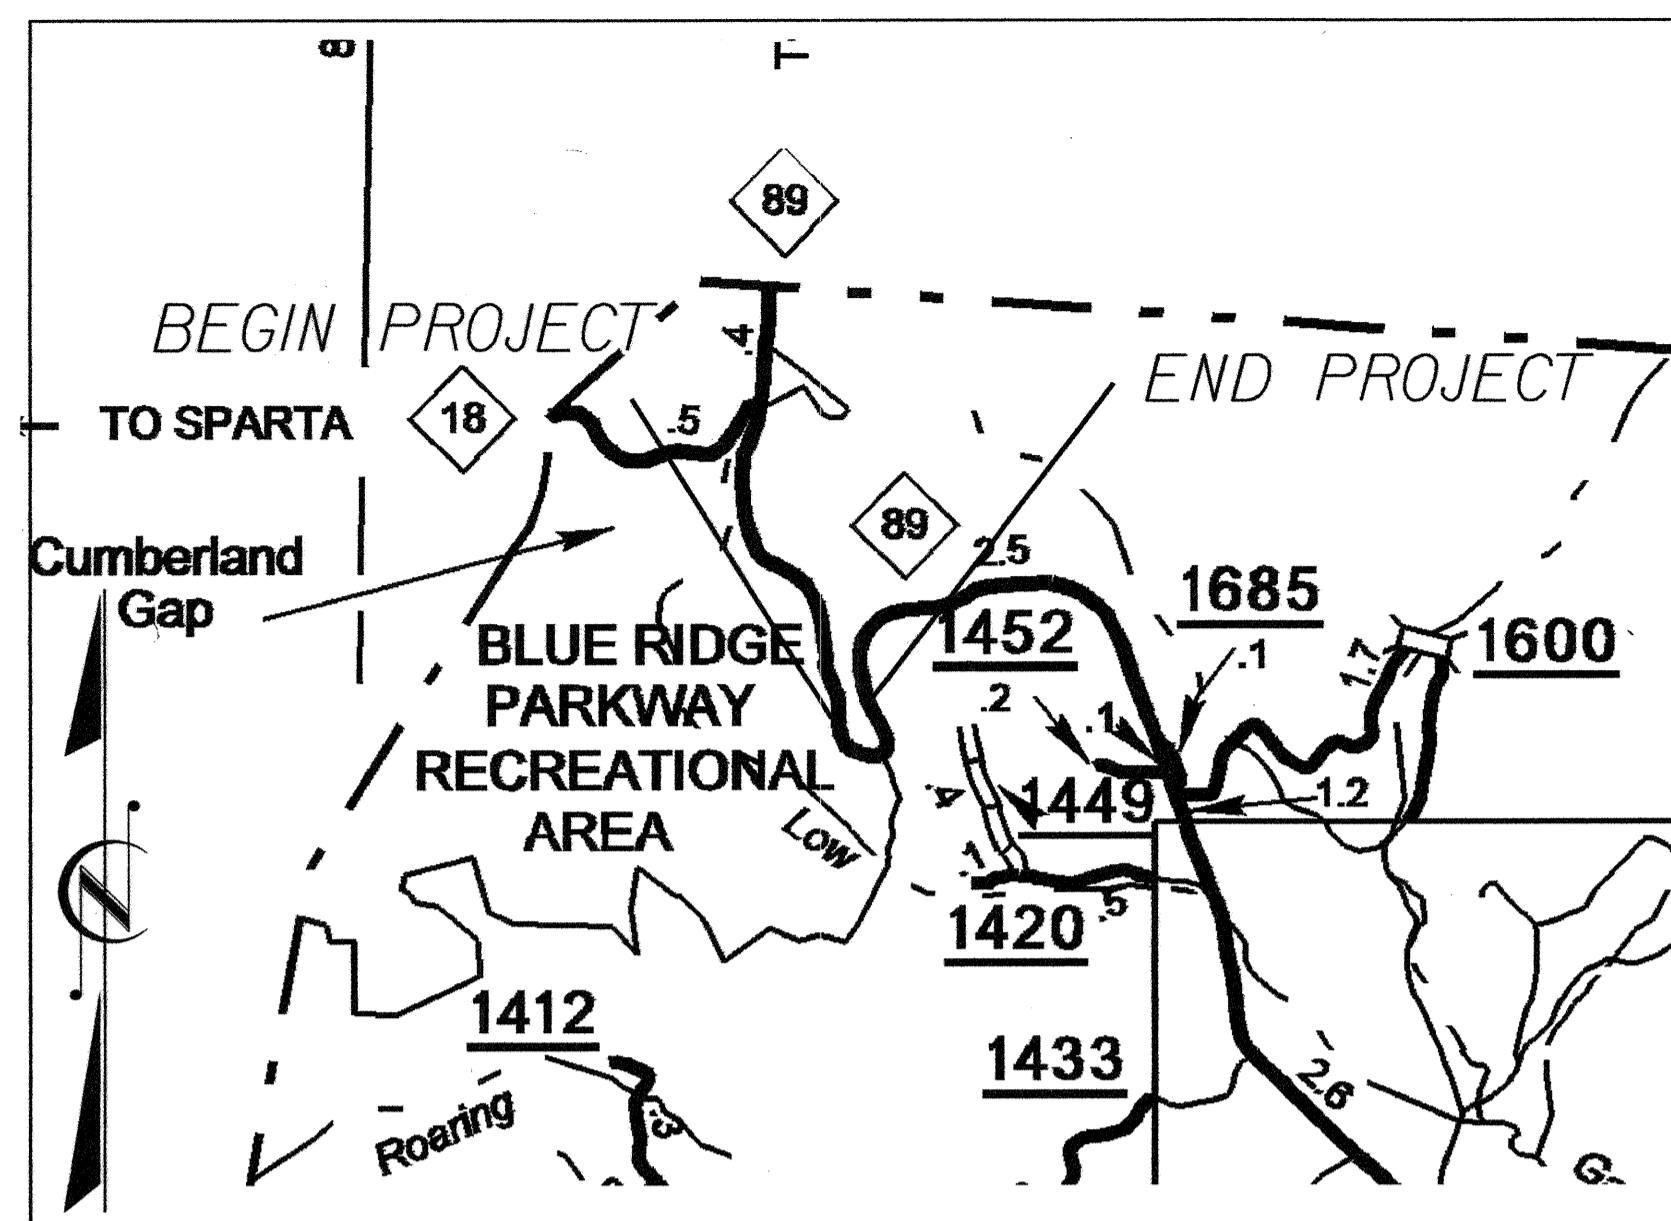 8
T
89
BEGIN PROJECT
.4
END PROJECT
TO SPARTA
18
.5
89
2.5
Cumberland
Gap
1685
1452
1600
.1
1.7
BLUE RIDGE
PARKWAY
RECREATIONAL
AREA
.2
.1
.4
1449
1.2
Low
.1
.5
1420
N
1412
1433
2.6
Roaring
.3